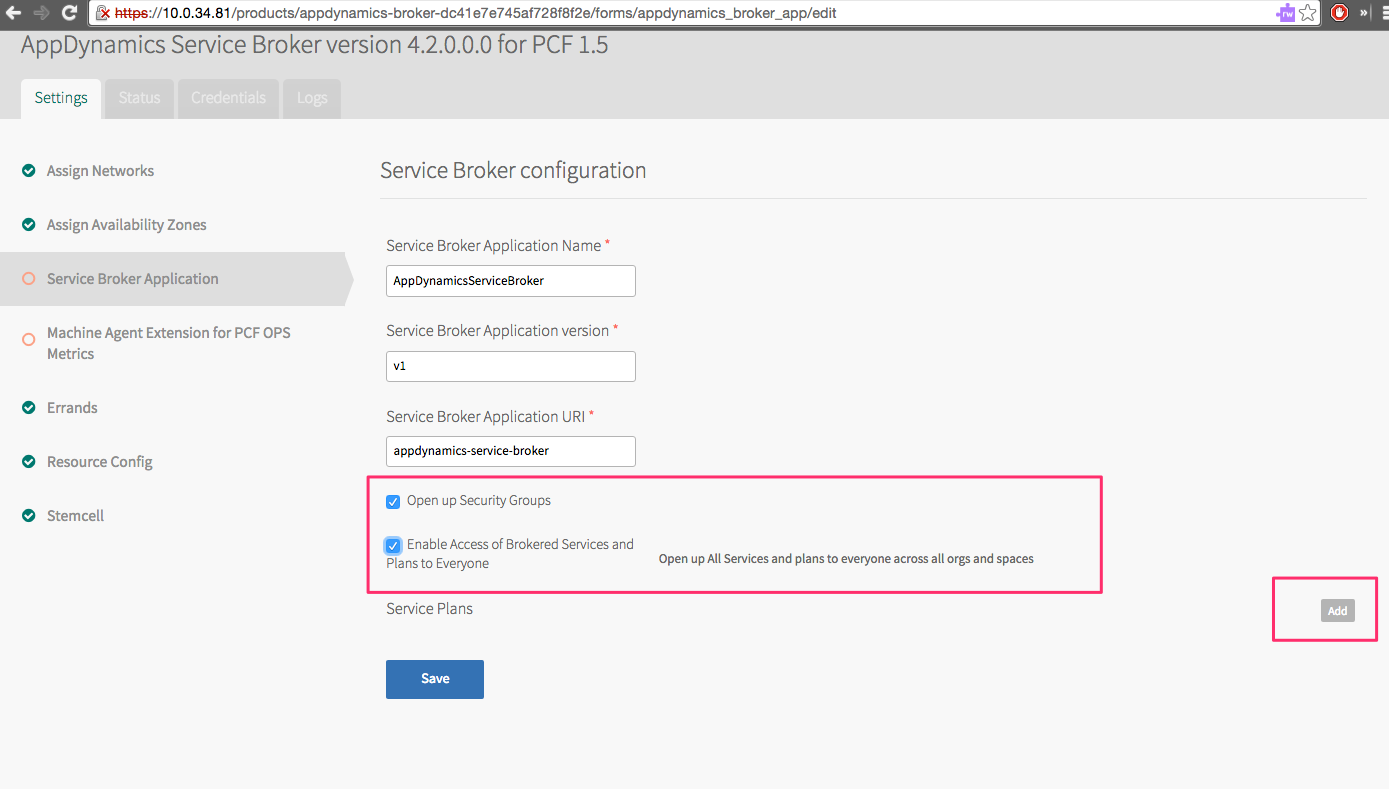 https://10.0.34.81/products/appdynamics-broker-dc41e7e745af728f8f2e/forms/appdynamics_broker_app/edit
rw
»
AppDynamics Service Broker version 4.2.0.0.0 for PCF 1.5
Settings
Status
Credentials
Logs
Assign Networks
Assign Availability Zones
Service Broker Application
Machine Agent Extension for PCF OPS
Metrics
Errands
Resource Config
Stemcell
Service Broker configuration
Service Broker Application Name *
AppDynamicsServiceBroker
Service Broker Application version *
v1
Service Broker Application URI *
appdynamics-service-broker
Open up Security Groups
Enable Access of Brokered Services and
Plans to Everyone
Open up All Services and plans to everyone across all orgs and spaces
Service Plans
Add
Save